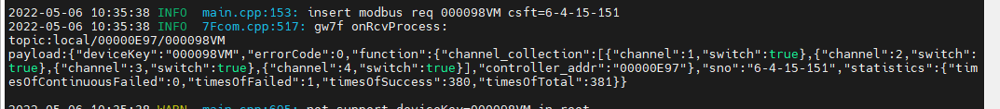 2022-05-06 10:35:38 INFO  main.cpp:153: insert modbus req 000098VM csft=6-4-15-151
2022-05-06 10:35:38 INFO  7Fcom.cpp:517: gw7f onRcvProcess:
topic:local/00000E97/000098VM
payload:{"deviceKey":"000098VM","errorCode":0,"function":{"channel_collection":[{"channel":1,"switch":true},{"channel":2,"switch":
true},{"channel":3,"switch":true},{"channel":4,"switch":true}],"controller_addr":"00000E97"},"sno":"6-4-15-151","statistics":{"tim
esOfContinuousFailed":0,"timesOfFailed":1,"timesOfSuccess":380,"timesOfTotal":381}}
2022-05-06 10:35:38 WARN  main.cpp:695: not support deviceKey=000098VM in root